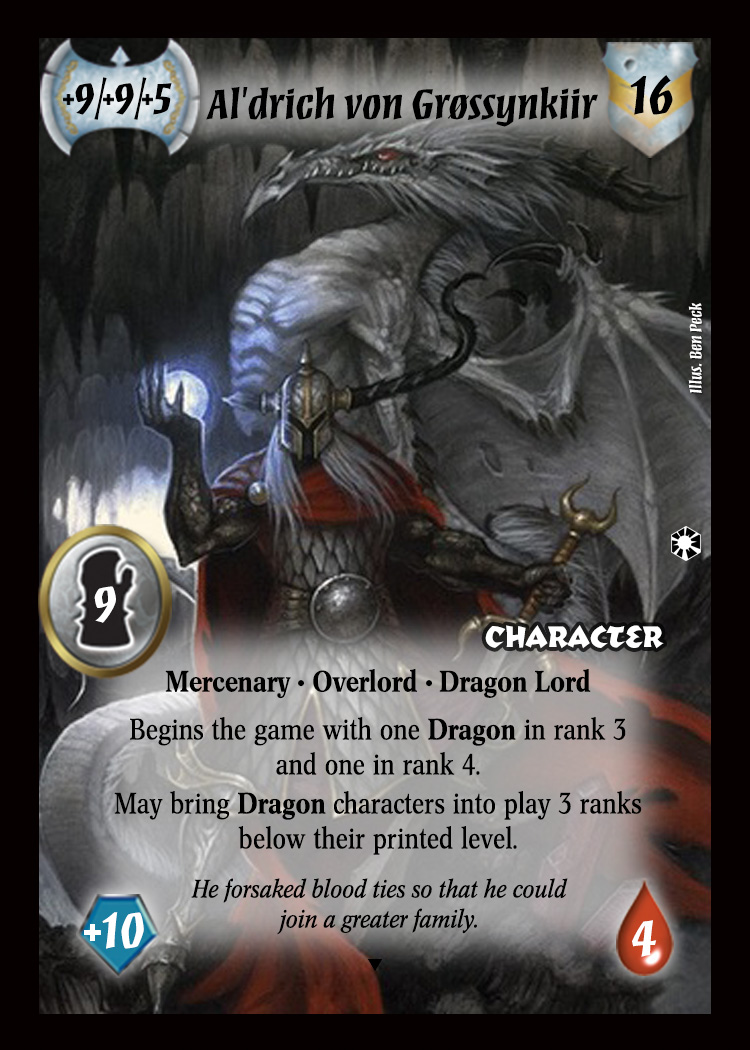 +9/+9/+5
Al'drich von Grøssynkiir
16
Illus. Ben Peck
9
CHARACTER
Mercenary • Overlord • Dragon Lord
Begins the game with one Dragon in rank 3
and one in rank 4.
May bring Dragon characters into play 3 ranks
below their printed level.
He forsaked blood ties so that he could
join a greater family.
+10
4